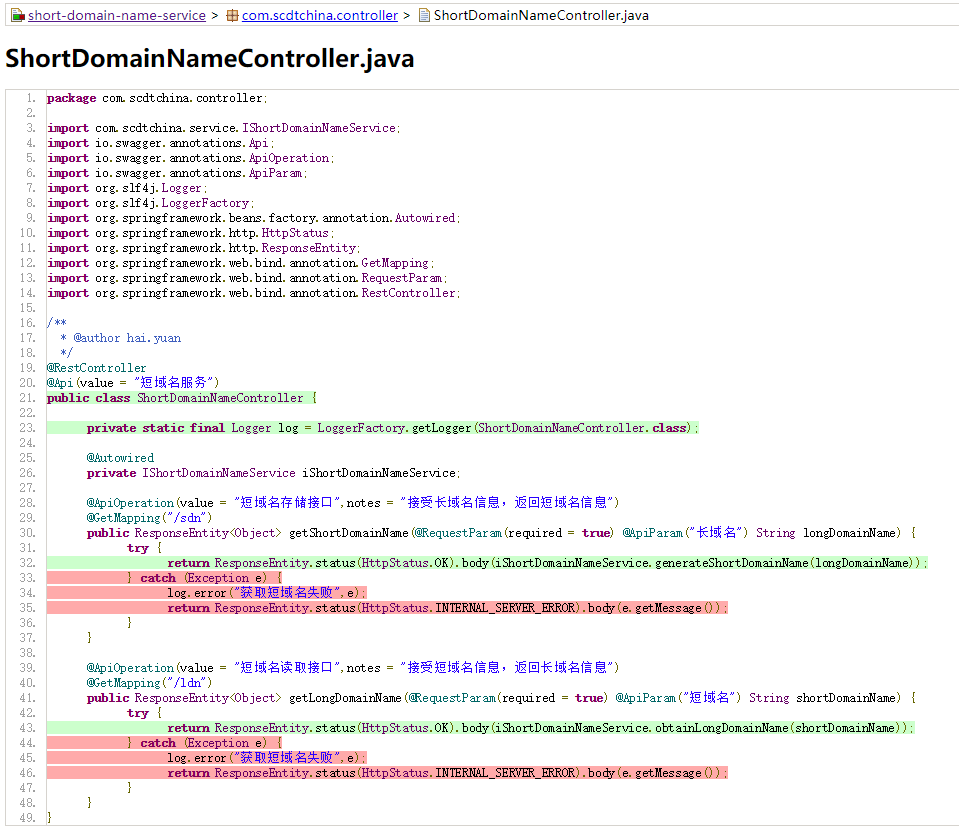 short-domain-name-service > com.scdtchina.controller > ShortDomainNameController.java
ShortDomainNameController.java
1. package com.scdtchina.controller;
2.
3. import com.scdtchina.service.IShortDomainNameService;
4. import io.swagger.annotations.Api;
5. import io.swagger.annotations.ApiOperation;
6. import io.swagger.annotations.ApiParam;
7. import org.slf4j.Logger;
8. import org.slf4j.LoggerFactory;
9. import org.springframework.beans.factory.annotation.Autowired;
10. import org.springframework.http.HttpStatus;
11. import org.springframework.http.ResponseEntity;
12. import org.springframework.web.bind.annotation.GetMapping;
13. import org.springframework.web.bind.annotation.RequestParam;
14. import org.springframework.web.bind.annotation.RestController;
15.
16. /**
17. * @author hai.yuan
18. */
19. @RestController
20. @Api(value = "短域名服务")
21. public class ShortDomainNameController {
22.
23. private static final Logger log = LoggerFactory.getLogger(ShortDomainNameController.class);
24.
25. @Autowired
26. private IShortDomainNameService iShortDomainNameService;
27.
28. @ApiOperation(value = "短域名存储接口",notes = "接受长域名信息，返回短域名信息")
29. @GetMapping("/sdn")
30. public ResponseEntity<Object> getShortDomainName(@RequestParam(required = true) @ApiParam("长域名") String longDomainName) {
31. try {
32. return ResponseEntity.status(HttpStatus.OK).body(iShortDomainNameService.generateShortDomainName(longDomainName));
33. } catch (Exception e) {
34. log.error("获取短域名失败",e);
35. return ResponseEntity.status(HttpStatus.INTERNAL_SERVER_ERROR).body(e.getMessage());
36. }
37. }
38.
39. @ApiOperation(value = "短域名读取接口",notes = "接受短域名信息，返回长域名信息")
40. @GetMapping("/ldn")
41. public ResponseEntity<Object> getLongDomainName(@RequestParam(required = true) @ApiParam("短域名") String shortDomainName) {
42. try {
43. return ResponseEntity.status(HttpStatus.OK).body(iShortDomainNameService.obtainLongDomainName(shortDomainName));
44. } catch (Exception e) {
45. log.error("获取短域名失败",e);
46. return ResponseEntity.status(HttpStatus.INTERNAL_SERVER_ERROR).body(e.getMessage());
47. }
48. }
49. }